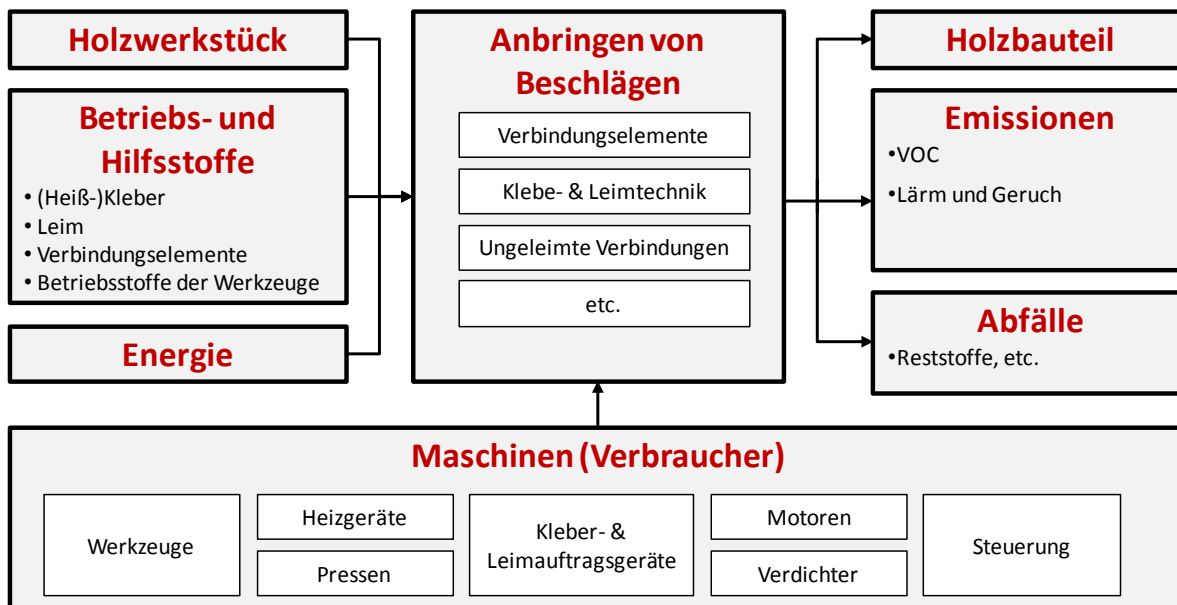 Holzwerkstück
Betriebs- und
Hilfsstoffe
• (Heiß-)Kleber
• Leim
• Verbindungselemente
• Betriebsstoffe der Werkzeuge
Energie
Anbringen von
Beschlägen
Verbindungselemente
Klebe- & Leimtechnik
Ungeleimte Verbindungen
etc.
Holzbauteil
Emissionen
•VOC
•Lärm und Geruch
Abfälle
•Reststoffe, etc.
Maschinen (Verbraucher)
Werkzeuge
Heizgeräte
Pressen
Kleber- &
Leimauftragsgeräte
Motoren
Verdichter
Steuerung